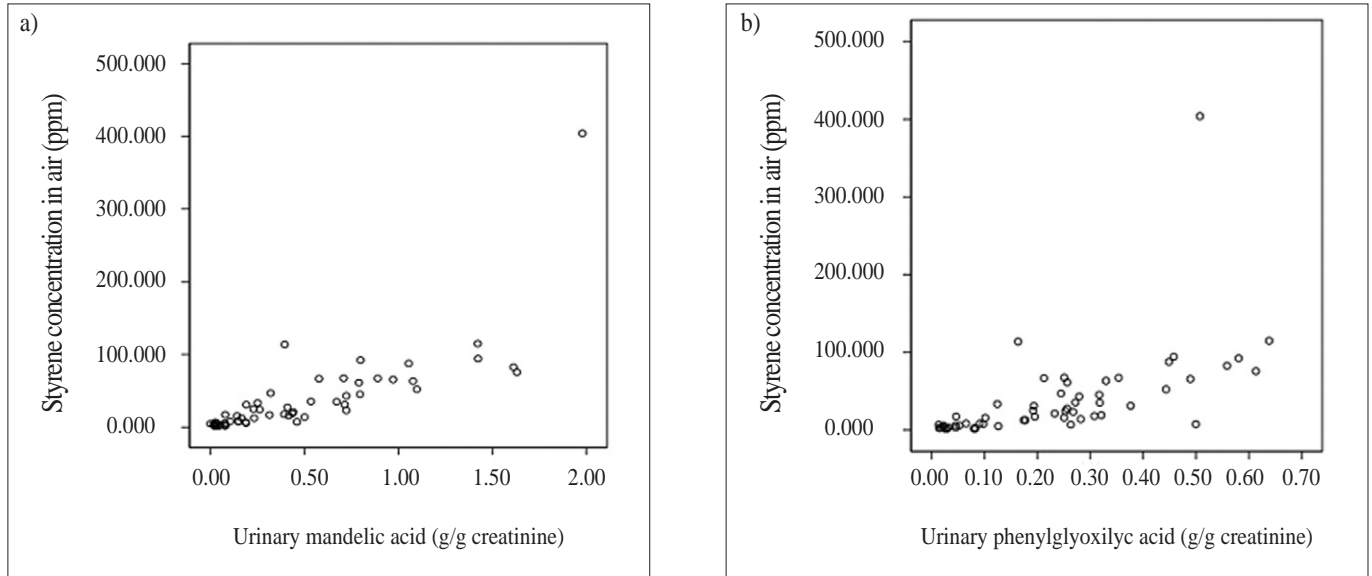 a)
Styrene concentration in air (ppm)
500.000
400.000
300.000
200.000
100.000
0.000
0.00 0.50 1.00 1.50 2.00
Urinary mandelic acid (g/g creatinine)
b)
Styrene concentration in air (ppm)
500.000
400.000
300.000
200.000
100.000
0.000
0.00 0.10 0.20 0.30 0.40 0.50 0.60 0.70
Urinary phenylglyoxilyc acid (g/g creatinine)